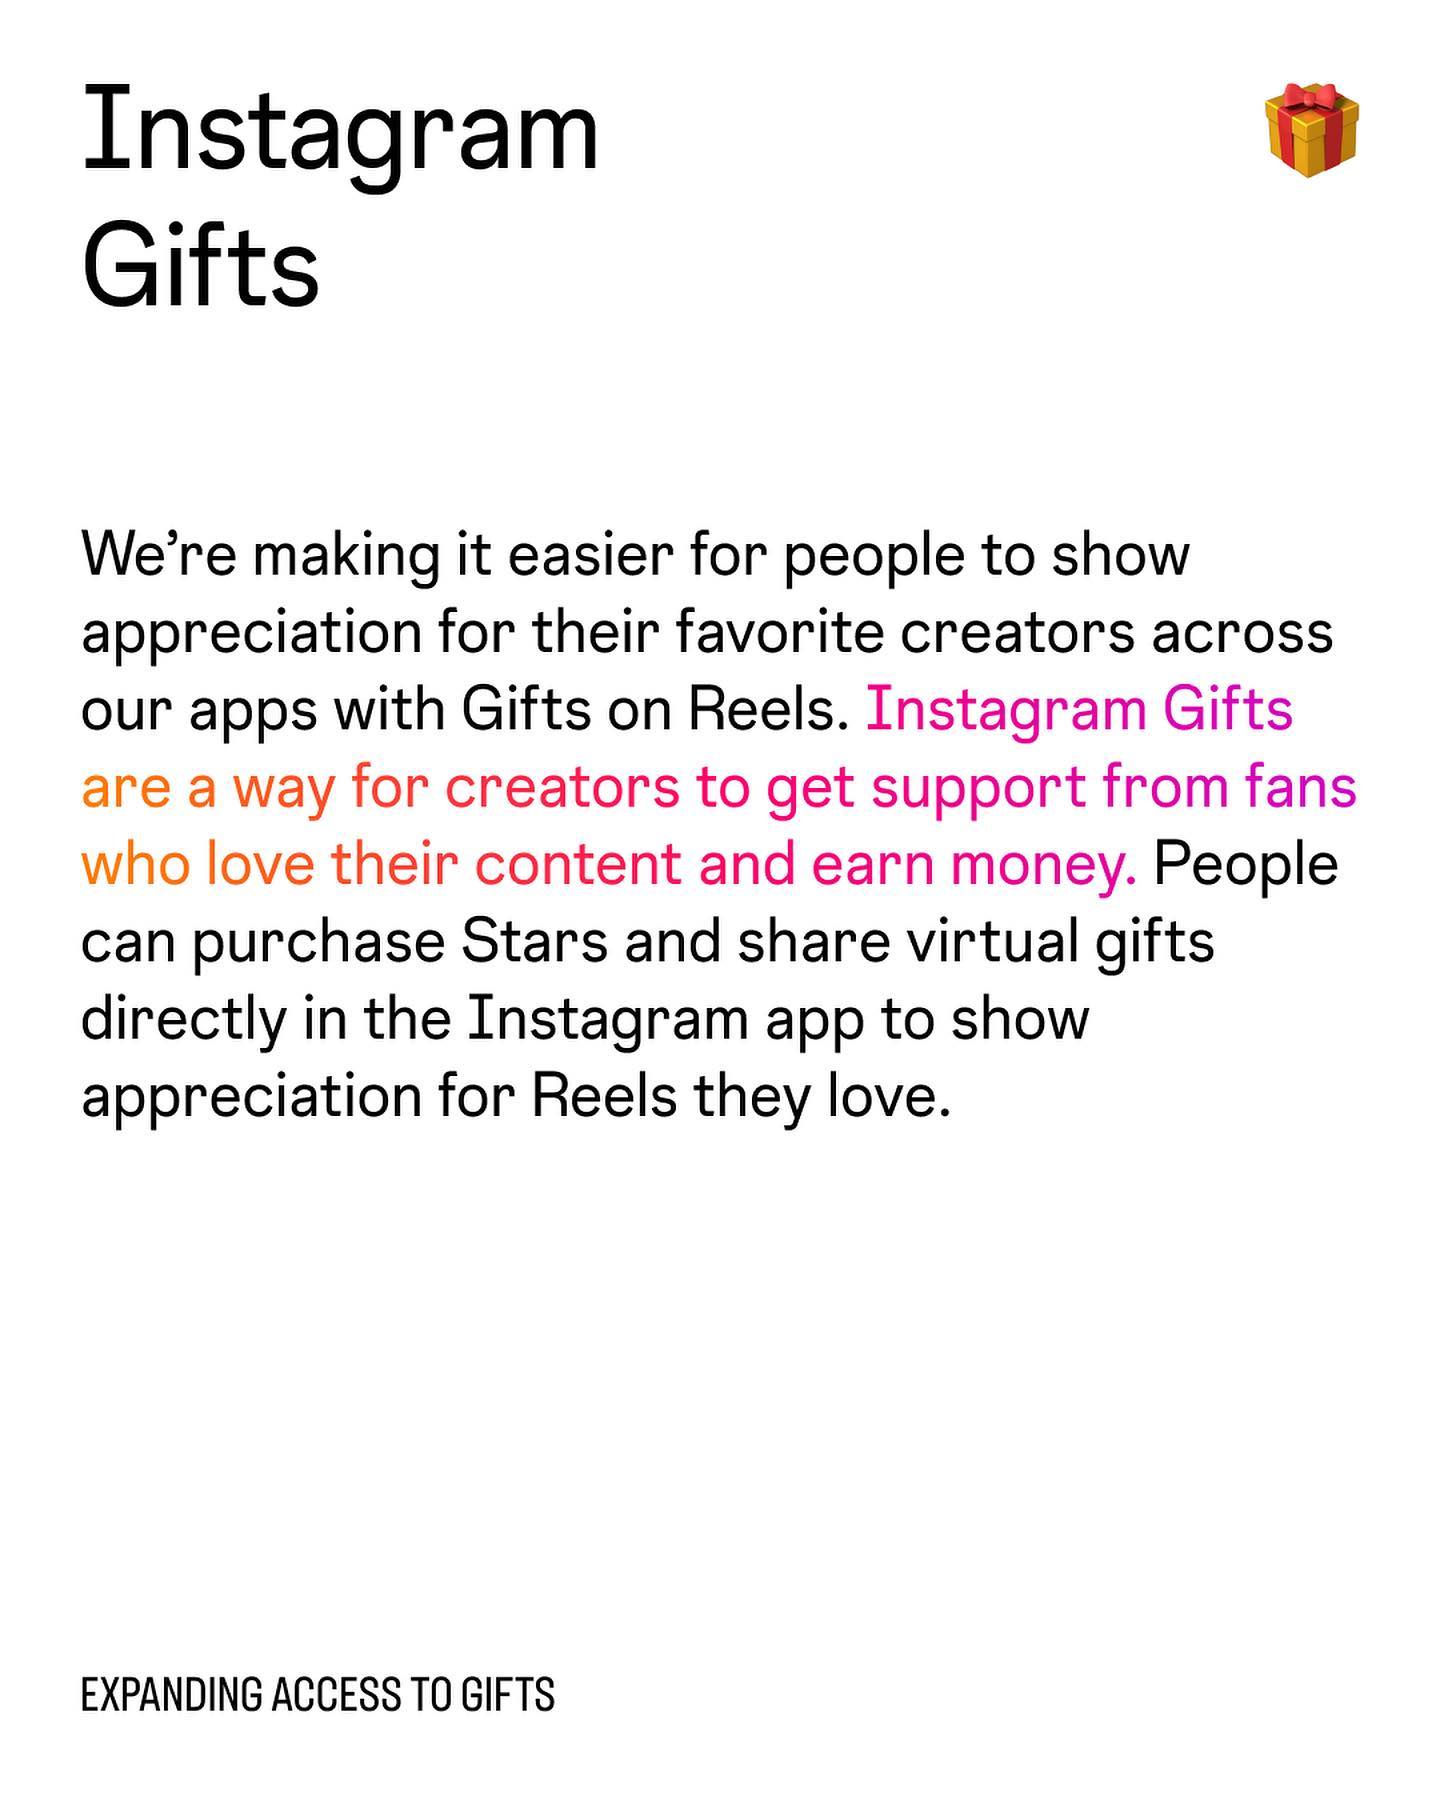 Instagram
Gifts
We’re making it easier for people to show
appreciation for their favorite creators across
our apps with Gifts on Reels. Instagram Gifts
are a way for creators to get support from fans
who love their content and earn money. People
can purchase Stars and share virtual gifts
directly in the Instagram app to show
appreciation for Reels they love.
EXPANDING ACCESS TO GIFTS